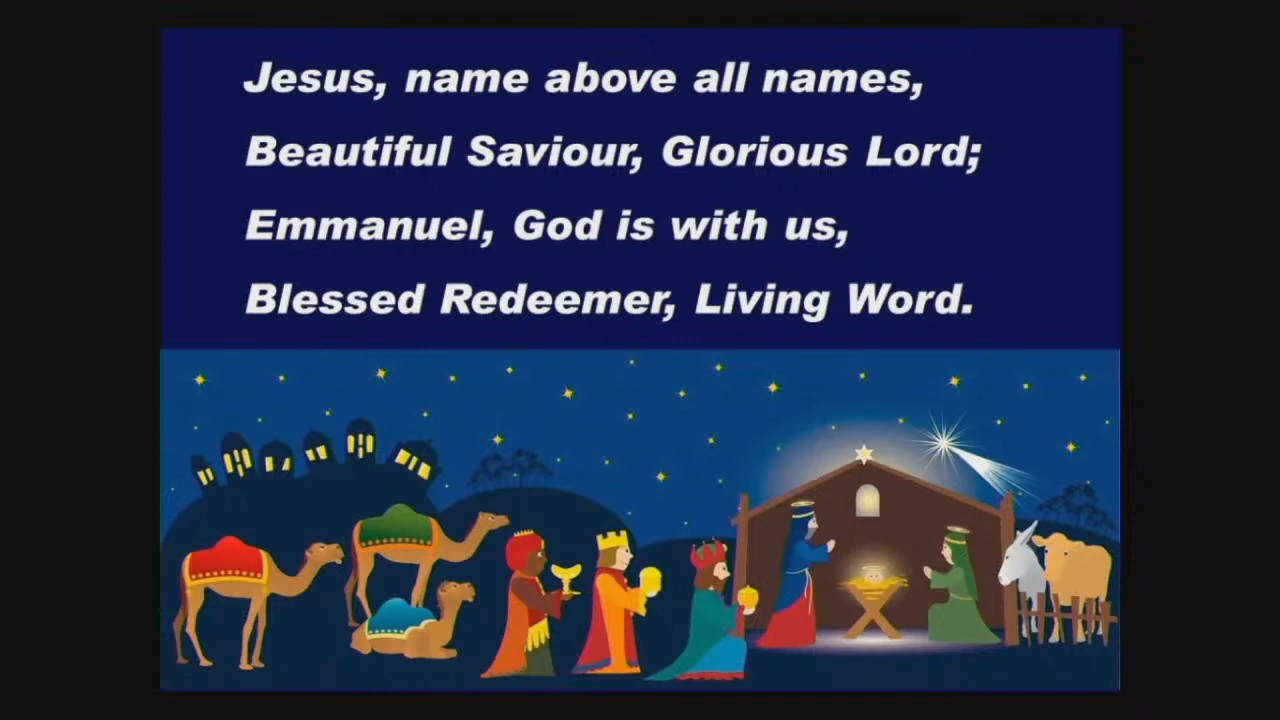 Jesus, name above all names,
Beautiful Saviour, Glorious Lord;
Emmanuel, God is with us,
Blessed Redeemer, Living Word.